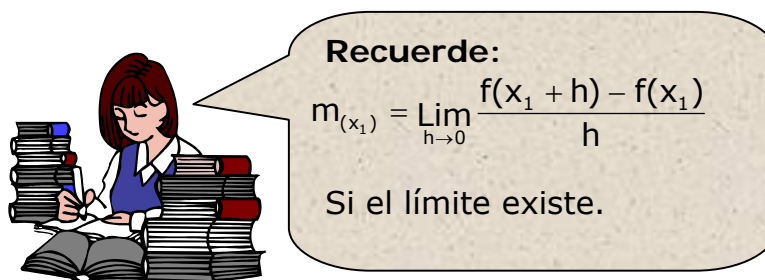 Recuerde:
m(x₁) = Lim h→0 f(x₁ + h) − f(x₁) / h
Si el límite existe.